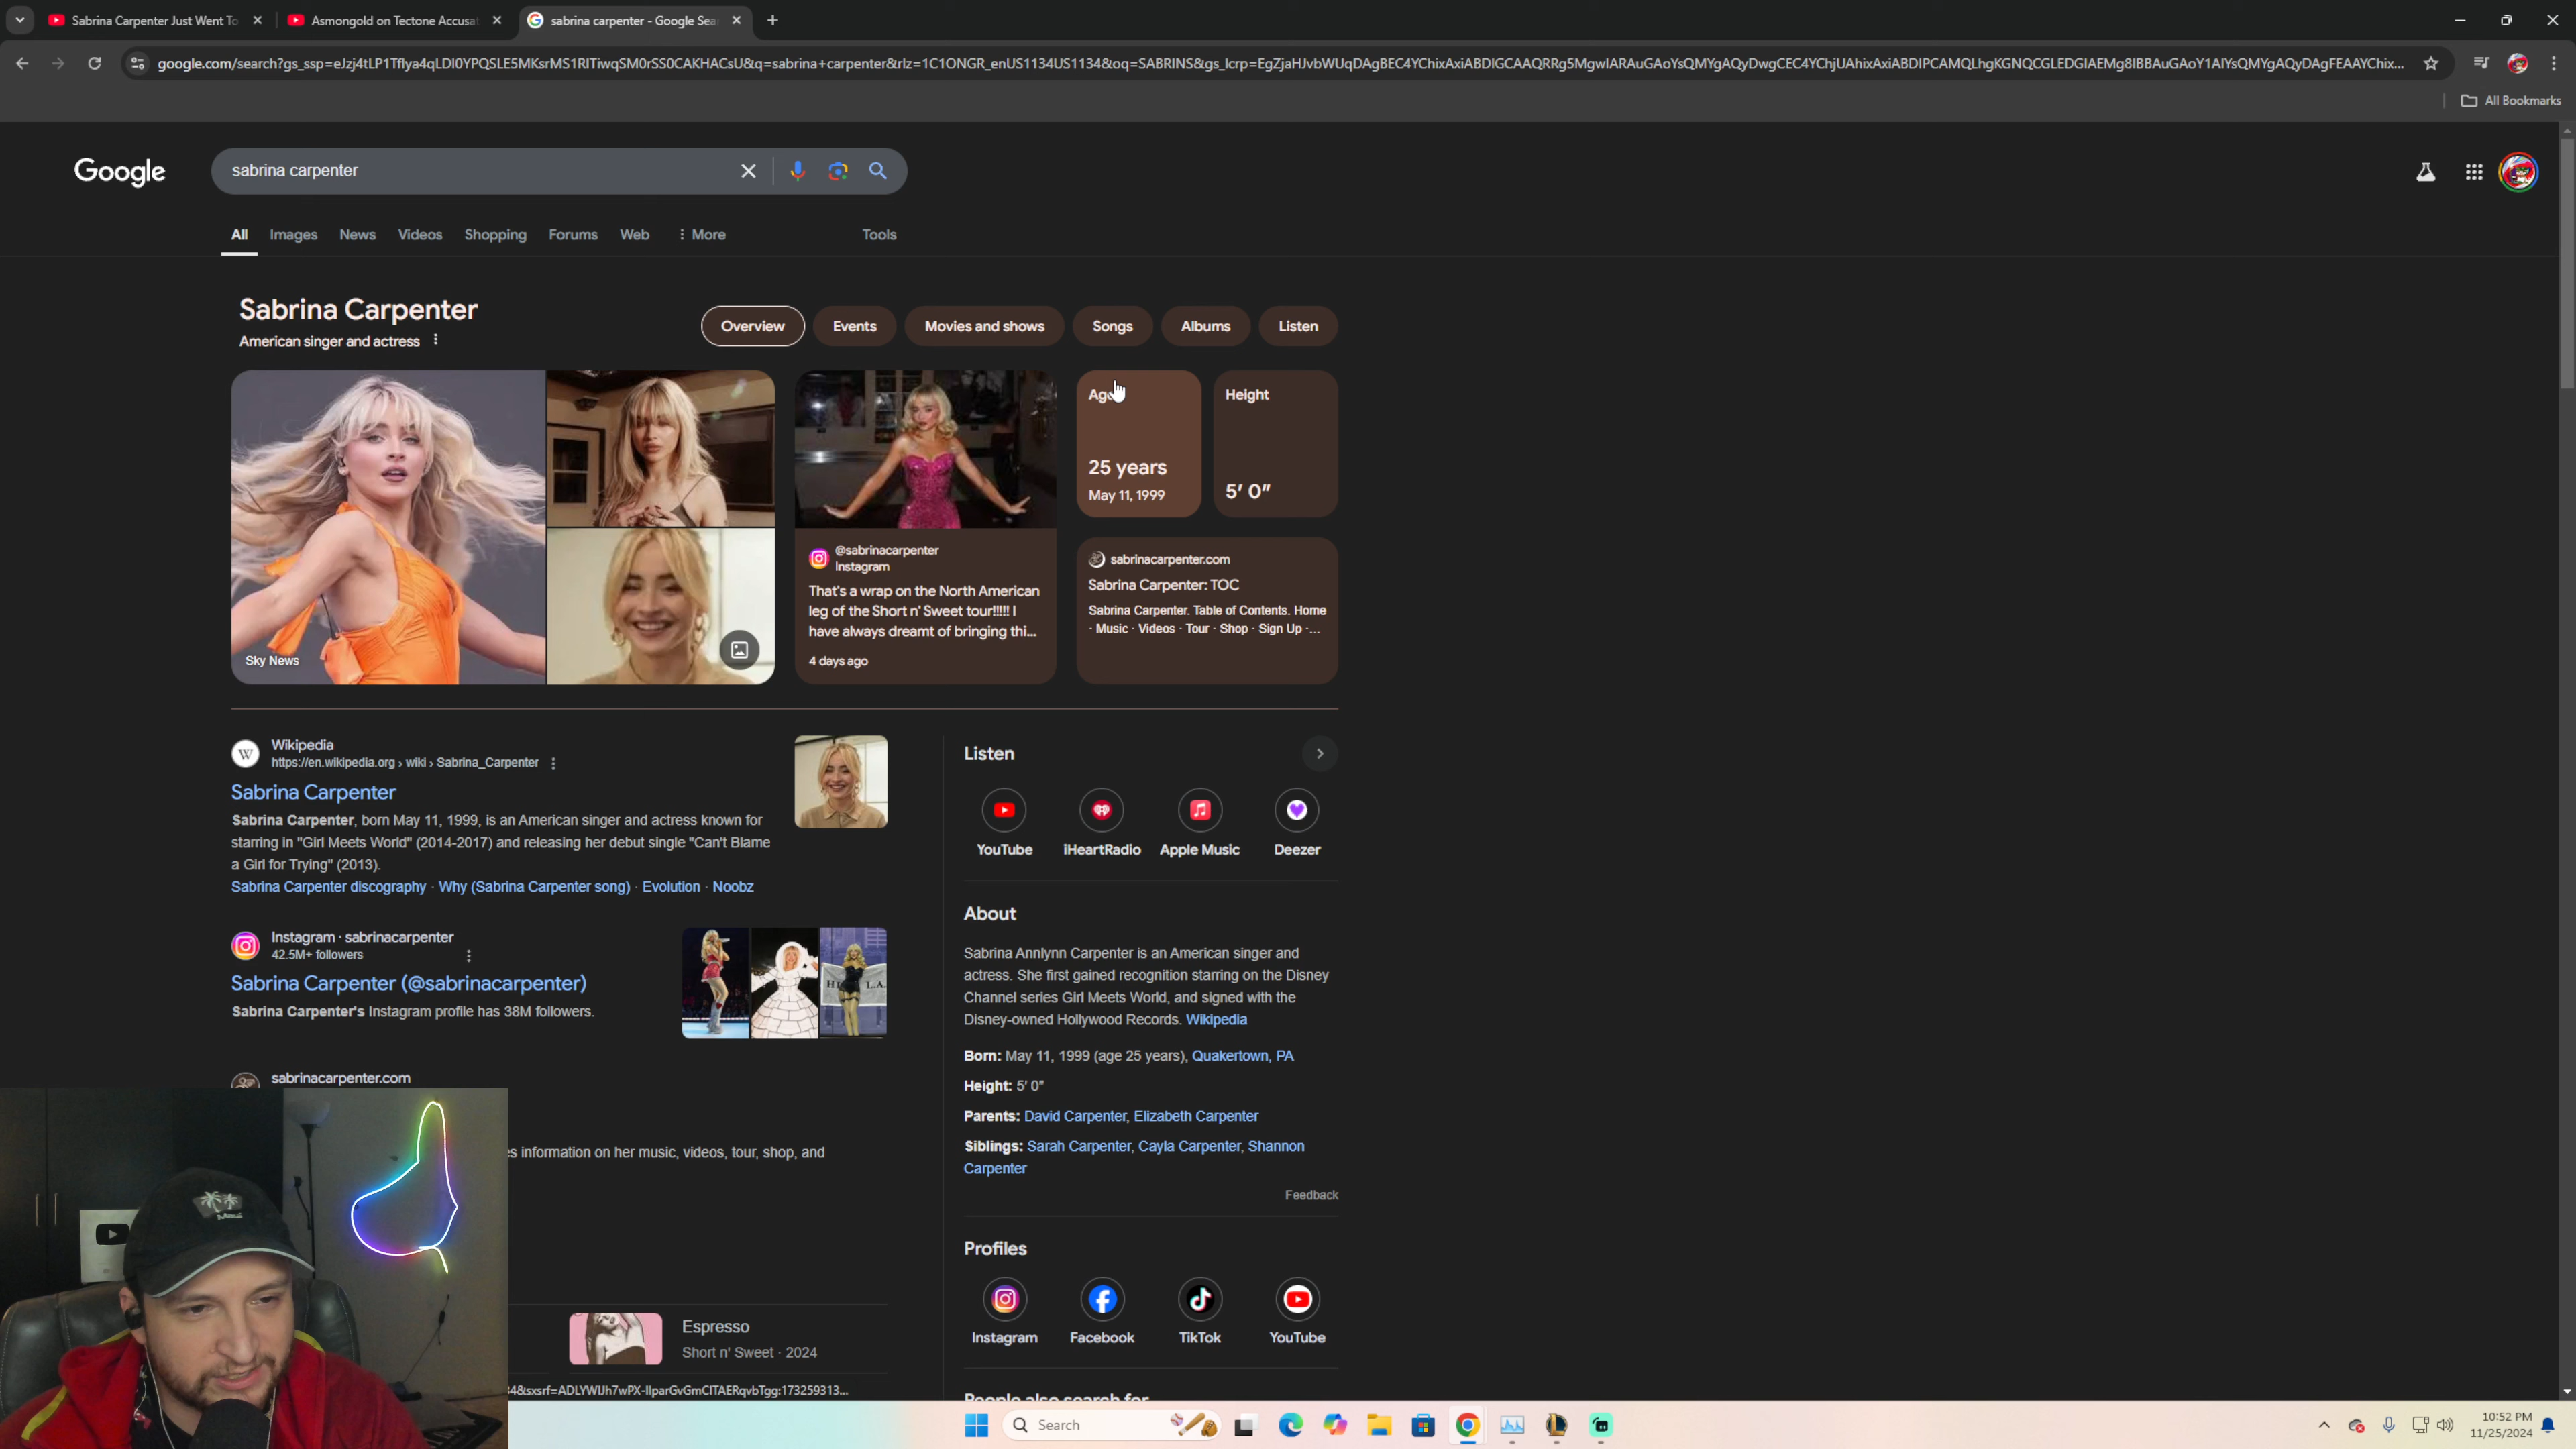 Sabrina Carpenter Just Went To
Asmongold on Tectone Accusat
sabrina carpenter - Google Sea
All Bookmarks
Google
sabrina carpenter
All Images News Videos Shopping Forums Web More Tools
Sabrina Carpenter
American singer and actress
Overview Events Movies and shows Songs Albums Listen
Sky News
@sabrinacarpenter
Instagram
That's a wrap on the North American
leg of the Short n' Sweet tour!!!!! I
have always dreamt of bringing thi...
4 days ago
25 years
May 11, 1999
Height
5' 0"
sabrinacarpenter.com
Sabrina Carpenter: TOC
Sabrina Carpenter. Table of Contents. Home
· Music · Videos · Tour · Shop · Sign Up ·...
Wikipedia
https://en.wikipedia.org › wiki › Sabrina_Carpenter
Sabrina Carpenter
Sabrina Carpenter, born May 11, 1999, is an American singer and actress known for
starring in "Girl Meets World" (2014-2017) and releasing her debut single "Can't Blame
a Girl for Trying" (2013).
Sabrina Carpenter discography · Why (Sabrina Carpenter song) · Evolution · Noobz
Instagram · sabrinacarpenter
42.5M+ followers
Sabrina Carpenter (@sabrinacarpenter)
Sabrina Carpenter's Instagram profile has 38M followers.
sabrinacarpenter.com
es information on her music, videos, tour, shop, and
Espresso
Short n' Sweet · 2024
Listen
YouTube iHeartRadio Apple Music Deezer
About
Sabrina Annlynn Carpenter is an American singer and
actress. She first gained recognition starring on the Disney
Channel series Girl Meets World, and signed with the
Disney-owned Hollywood Records. Wikipedia
Born: May 11, 1999 (age 25 years), Quakertown, PA
Height: 5' 0"
Parents: David Carpenter, Elizabeth Carpenter
Siblings: Sarah Carpenter, Cayla Carpenter, Shannon
Carpenter
Feedback
Profiles
Instagram Facebook TikTok YouTube
People also search for
Search
10:52 PM
11/25/2024